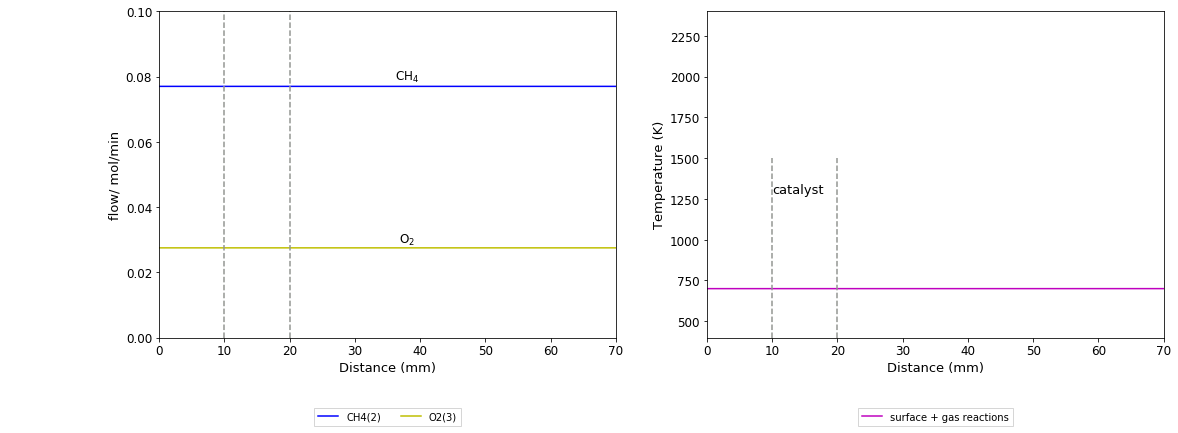 0.10
0.08
0.06
0.04
0.02
0.00
flow/ mol/min
CH₄
O₂
0 10 20 30 40 50 60 70
Distance (mm)
CH4(2) O2(3)
2250
2000
1750
1500
1250
1000
750
500
Temperature (K)
catalyst
0 10 20 30 40 50 60 70
Distance (mm)
surface + gas reactions